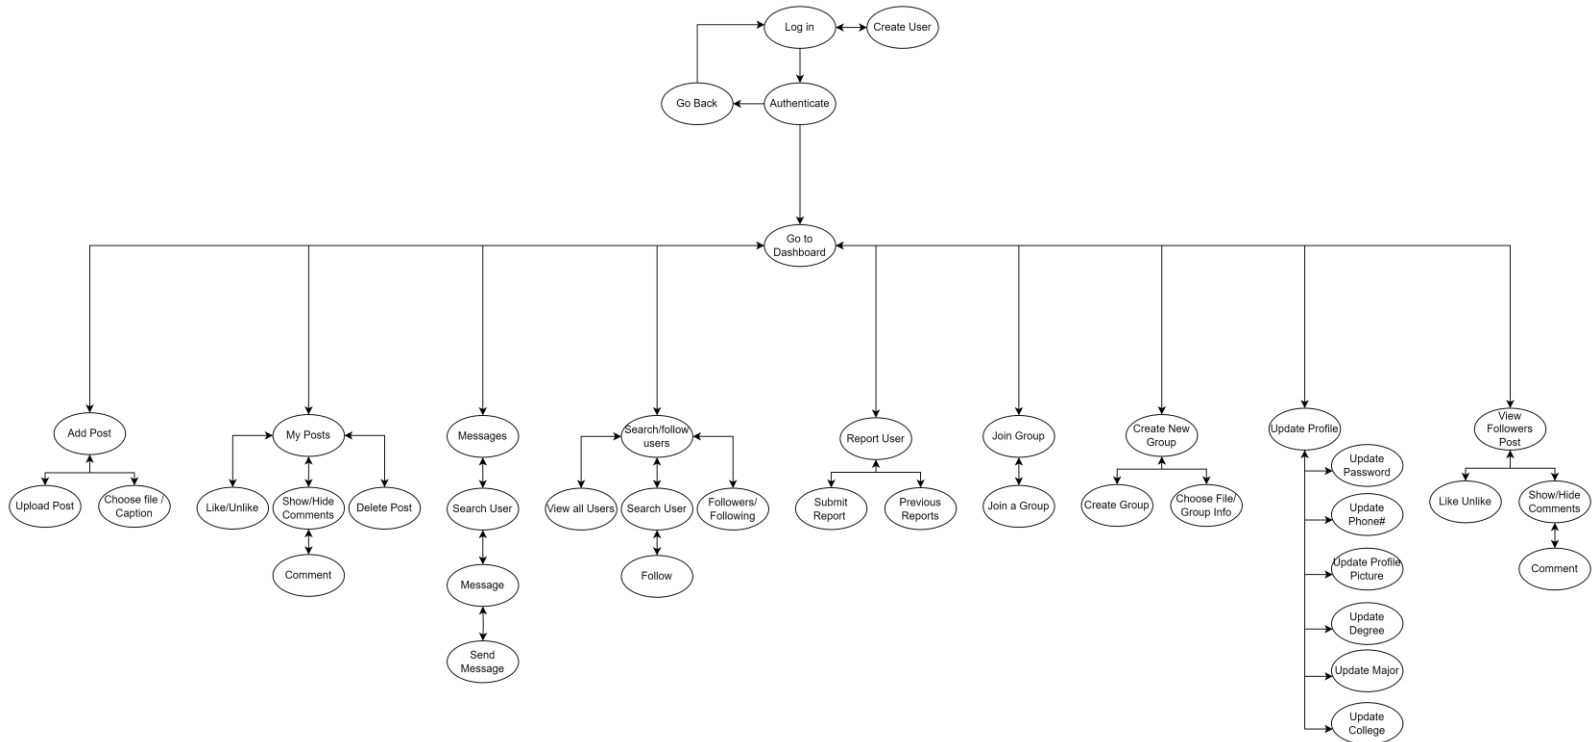 Log in
Create User
Go Back
Authenticate
Go to
Dashboard
Add Post
Upload Post
Choose file /
Caption
My Posts
Like/Unlike
Show/Hide
Comments
Delete Post
Comment
Messages
Search User
Message
Send
Message
Search/follow
users
View all Users
Search User
Followers/
Following
Follow
Report User
Submit
Report
Previous
Reports
Join Group
Join a Group
Create New
Group
Create Group
Choose File/
Group Info
Update Profile
Update
Password
Update
Phone#
Update Profile
Picture
Update
Degree
Update Major
Update
College
View
Followers
Post
Like Unlike
Show/Hide
Comments
Comment